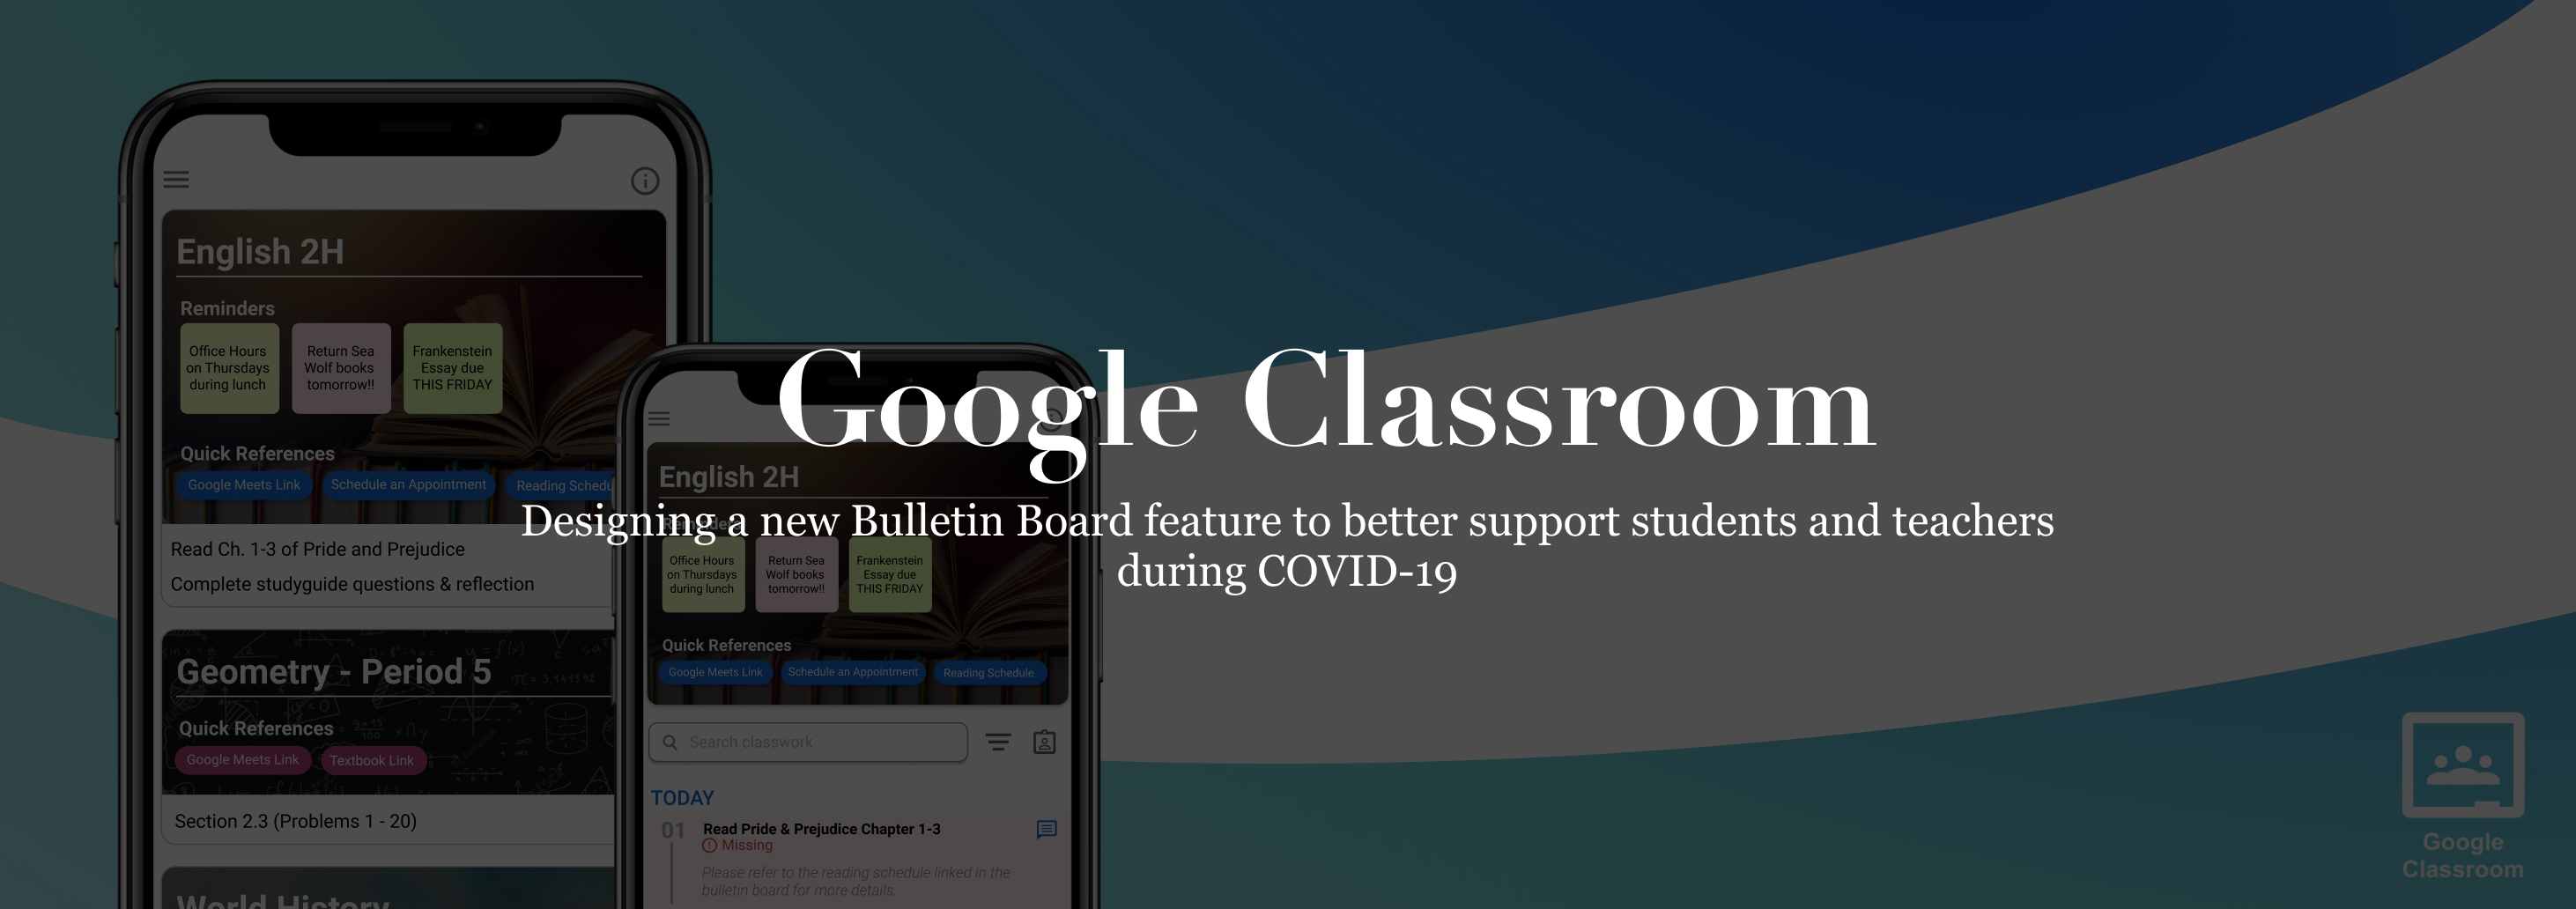 Google Classroom
Designing a new Bulletin Board feature to better support students and teachers
during COVID-19
English 2H
Reminders
Office Hours
on Thursdays
during lunch
Return Sea
Wolf books
tomorrow!!
Frankenstein
Essay due
THIS FRIDAY
Quick References
Google Meets Link
Schedule an Appointment
Reading Schedu
Read Ch. 1-3 of Pride and Prejudice
Complete studyguide questions & reflection
Geometry - Period 5
Quick References
Google Meets Link
Textbook Link
Section 2.3 (Problems 1 - 20)
World History
English 2H
Reminders
Office Hours
on Thursdays
during lunch
Return Sea
Wolf books
tomorrow!!
Frankenstein
Essay due
THIS FRIDAY
Quick References
Google Meets Link
Schedule an Appointment
Reading Schedule
Search classwork
TODAY
01
Read Pride & Prejudice Chapter 1-3
Missing
Please refer to the reading schedule linked in the
bulletin board for more details.
Google
Classroom